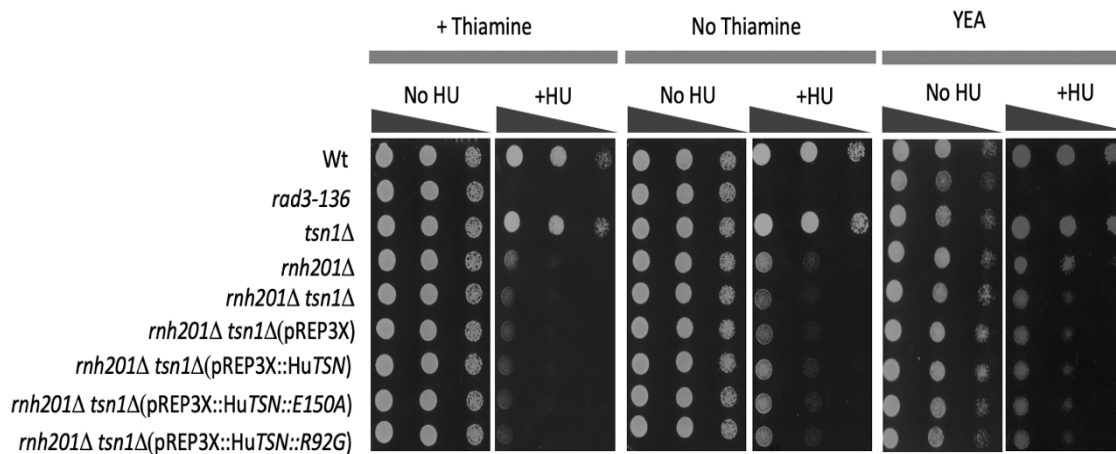 + Thiamine No Thiamine YEA
No HU +HU No HU +HU No HU +HU
Wt
rad3-136
tsn1Δ
rnh201Δ
rnh201Δ tsn1Δ
rnh201Δ tsn1Δ(pREP3X)
rnh201Δ tsn1Δ(pREP3X::HuTSN)
rnh201Δ tsn1Δ(pREP3X::HuTSN::E150A)
rnh201Δ tsn1Δ(pREP3X::HuTSN::R92G)